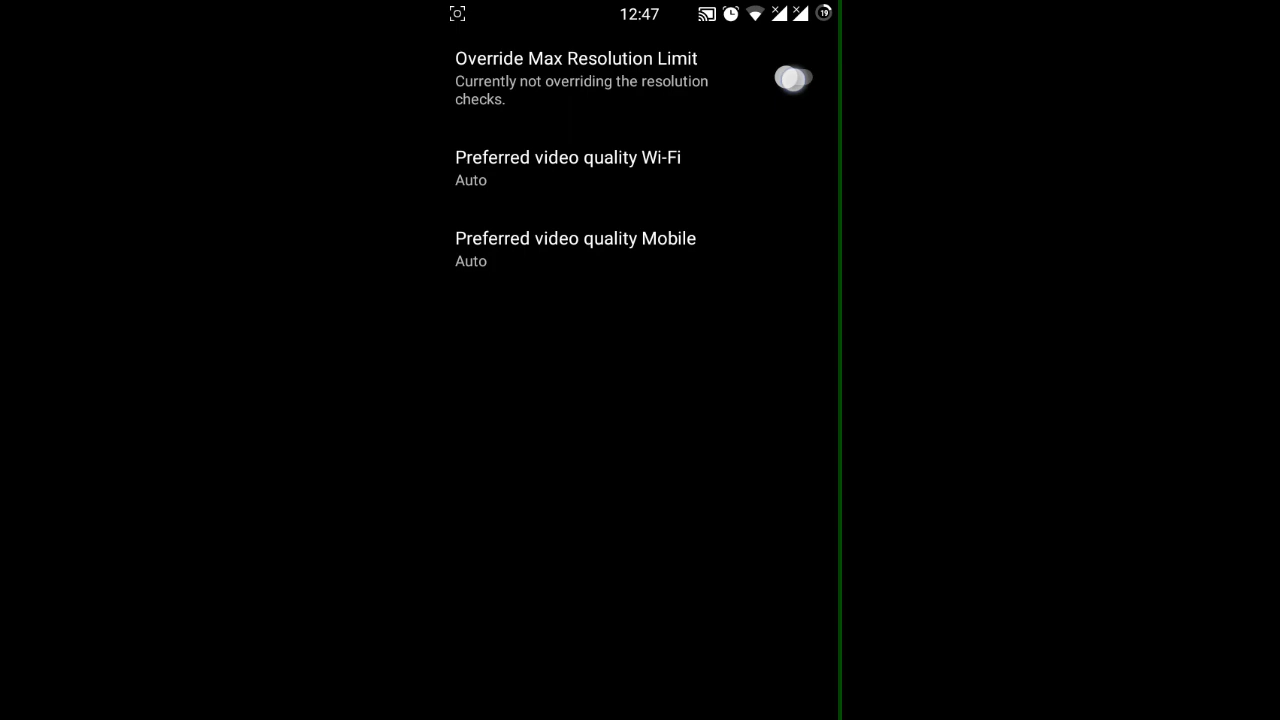 12:47
19
Override Max Resolution Limit
Currently not overriding the resolution
checks.
Preferred video quality Wi-Fi
Auto
Preferred video quality Mobile
Auto